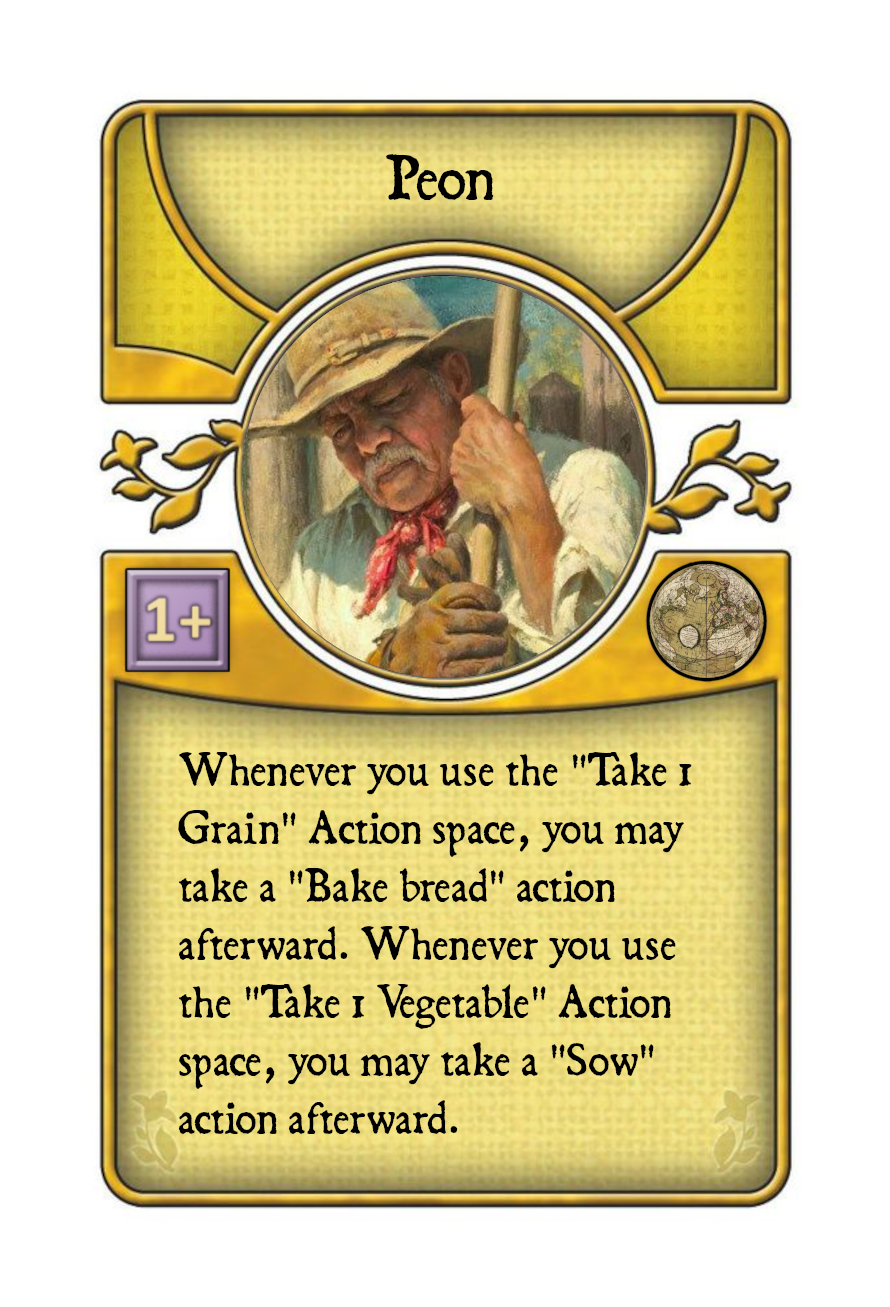 Peon
1+
Whenever you use the "Take 1
Grain" Action space, you may
take a "Bake bread" action
afterward. Whenever you use
the "Take 1 Vegetable" Action
space, you may take a "Sow"
action afterward.